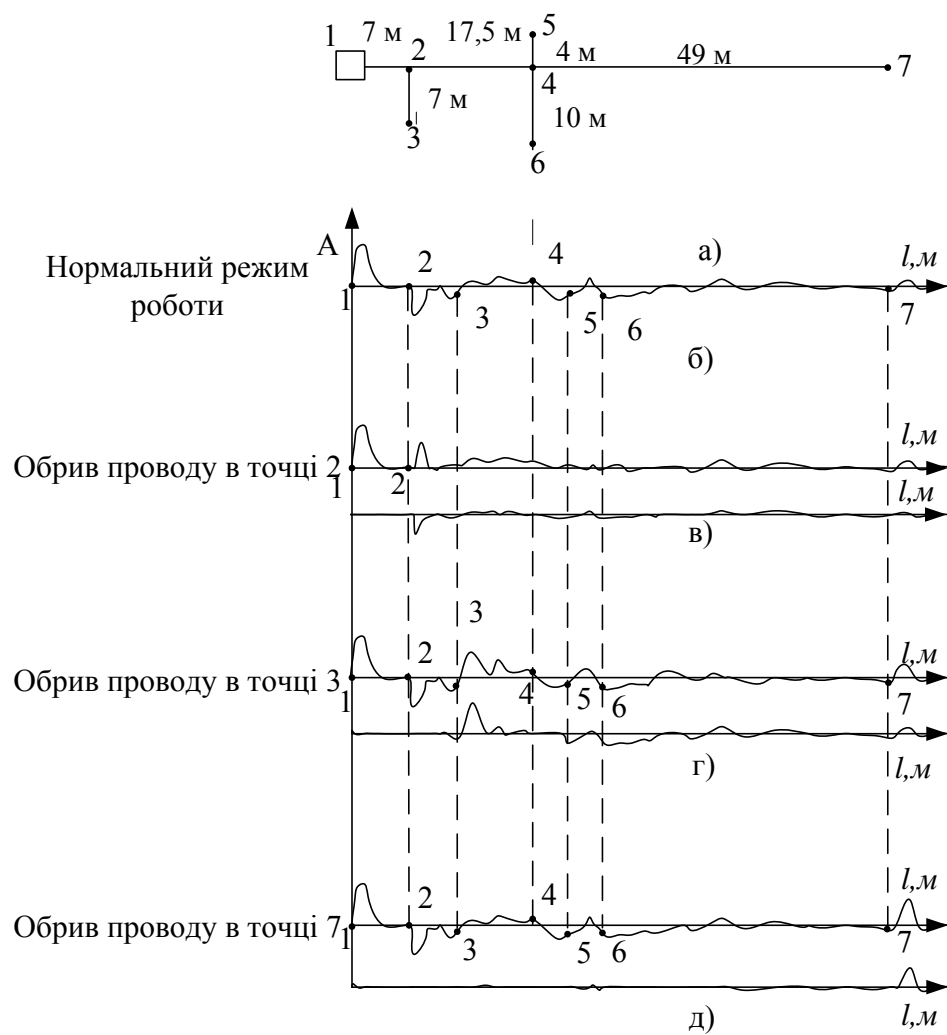 1
7 м
2
17,5 м
5
4 м
49 м
7
4
7 м
10 м
3
6
А
Нормальний режим
роботи
1
2
3
4
5
6
а)
l,м
7
б)
Обрив проводу в точці 2
1
2
l,м
l,м
в)
Обрив проводу в точці 3
1
2
3
4
5
6
l,м
7
г)
l,м
Обрив проводу в точці 7
1
2
3
4
5
6
l,м
7
д)
l,м